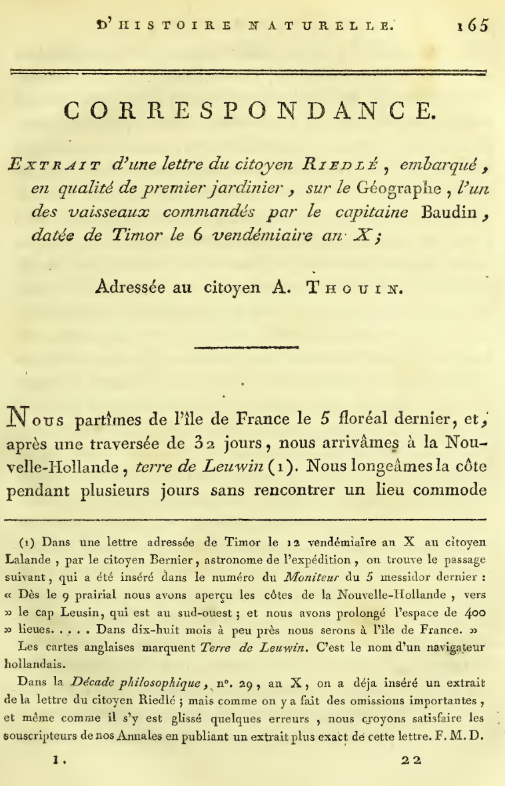 D'HISTOIRE NATURELLE. 165
CORRESPONDANCE.
EXTRAIT d'une lettre du citoyen RIEDLÉ, embarqué,
en qualité de premier jardinier, sur le Géographe, l'un
des vaisseaux commandés par le capitaine Baudin,
datée de Timor le 6 vendémiaire an X;
Adressée au citoyen A. THOUIN.
Nous partîmes de l'île de France le 5 floréal dernier, et,
après une traversée de 32 jours, nous arrivâmes à la Nou-
velle-Hollande, terre de Leuwin (1). Nous longeâmes la côte
pendant plusieurs jours sans rencontrer un lieu commode
(1) Dans une lettre adressée de Timor le 12 vendémiaire an X au citoyen
Lalande, par le citoyen Bernier, astronome de l'expédition, on trouve le passage
suivant, qui a été inséré dans le numéro du Moniteur du 5 messidor dernier :
« Dès le 9 prairial nous avons aperçu les côtes de la Nouvelle-Hollande, vers
» le cap Leusin, qui est au sud-ouest ; et nous avons prolongé l'espace de 400
» lieues. . . . . Dans dix-huit mois à peu près nous serons à l'île de France. »
Les cartes anglaises marquent Terre de Leuwin. C'est le nom d'un navigateur
hollandais.
Dans la Décade philosophique, n°. 29, an X, on a déja inséré un extrait
de la lettre du citoyen Riedlé ; mais comme on y a fait des omissions importantes,
et même comme il s'y est glissé quelques erreurs, nous croyons satisfaire les
souscripteurs de nos Annales en publiant un extrait plus exact de cette lettre. F. M. D.
1. 22